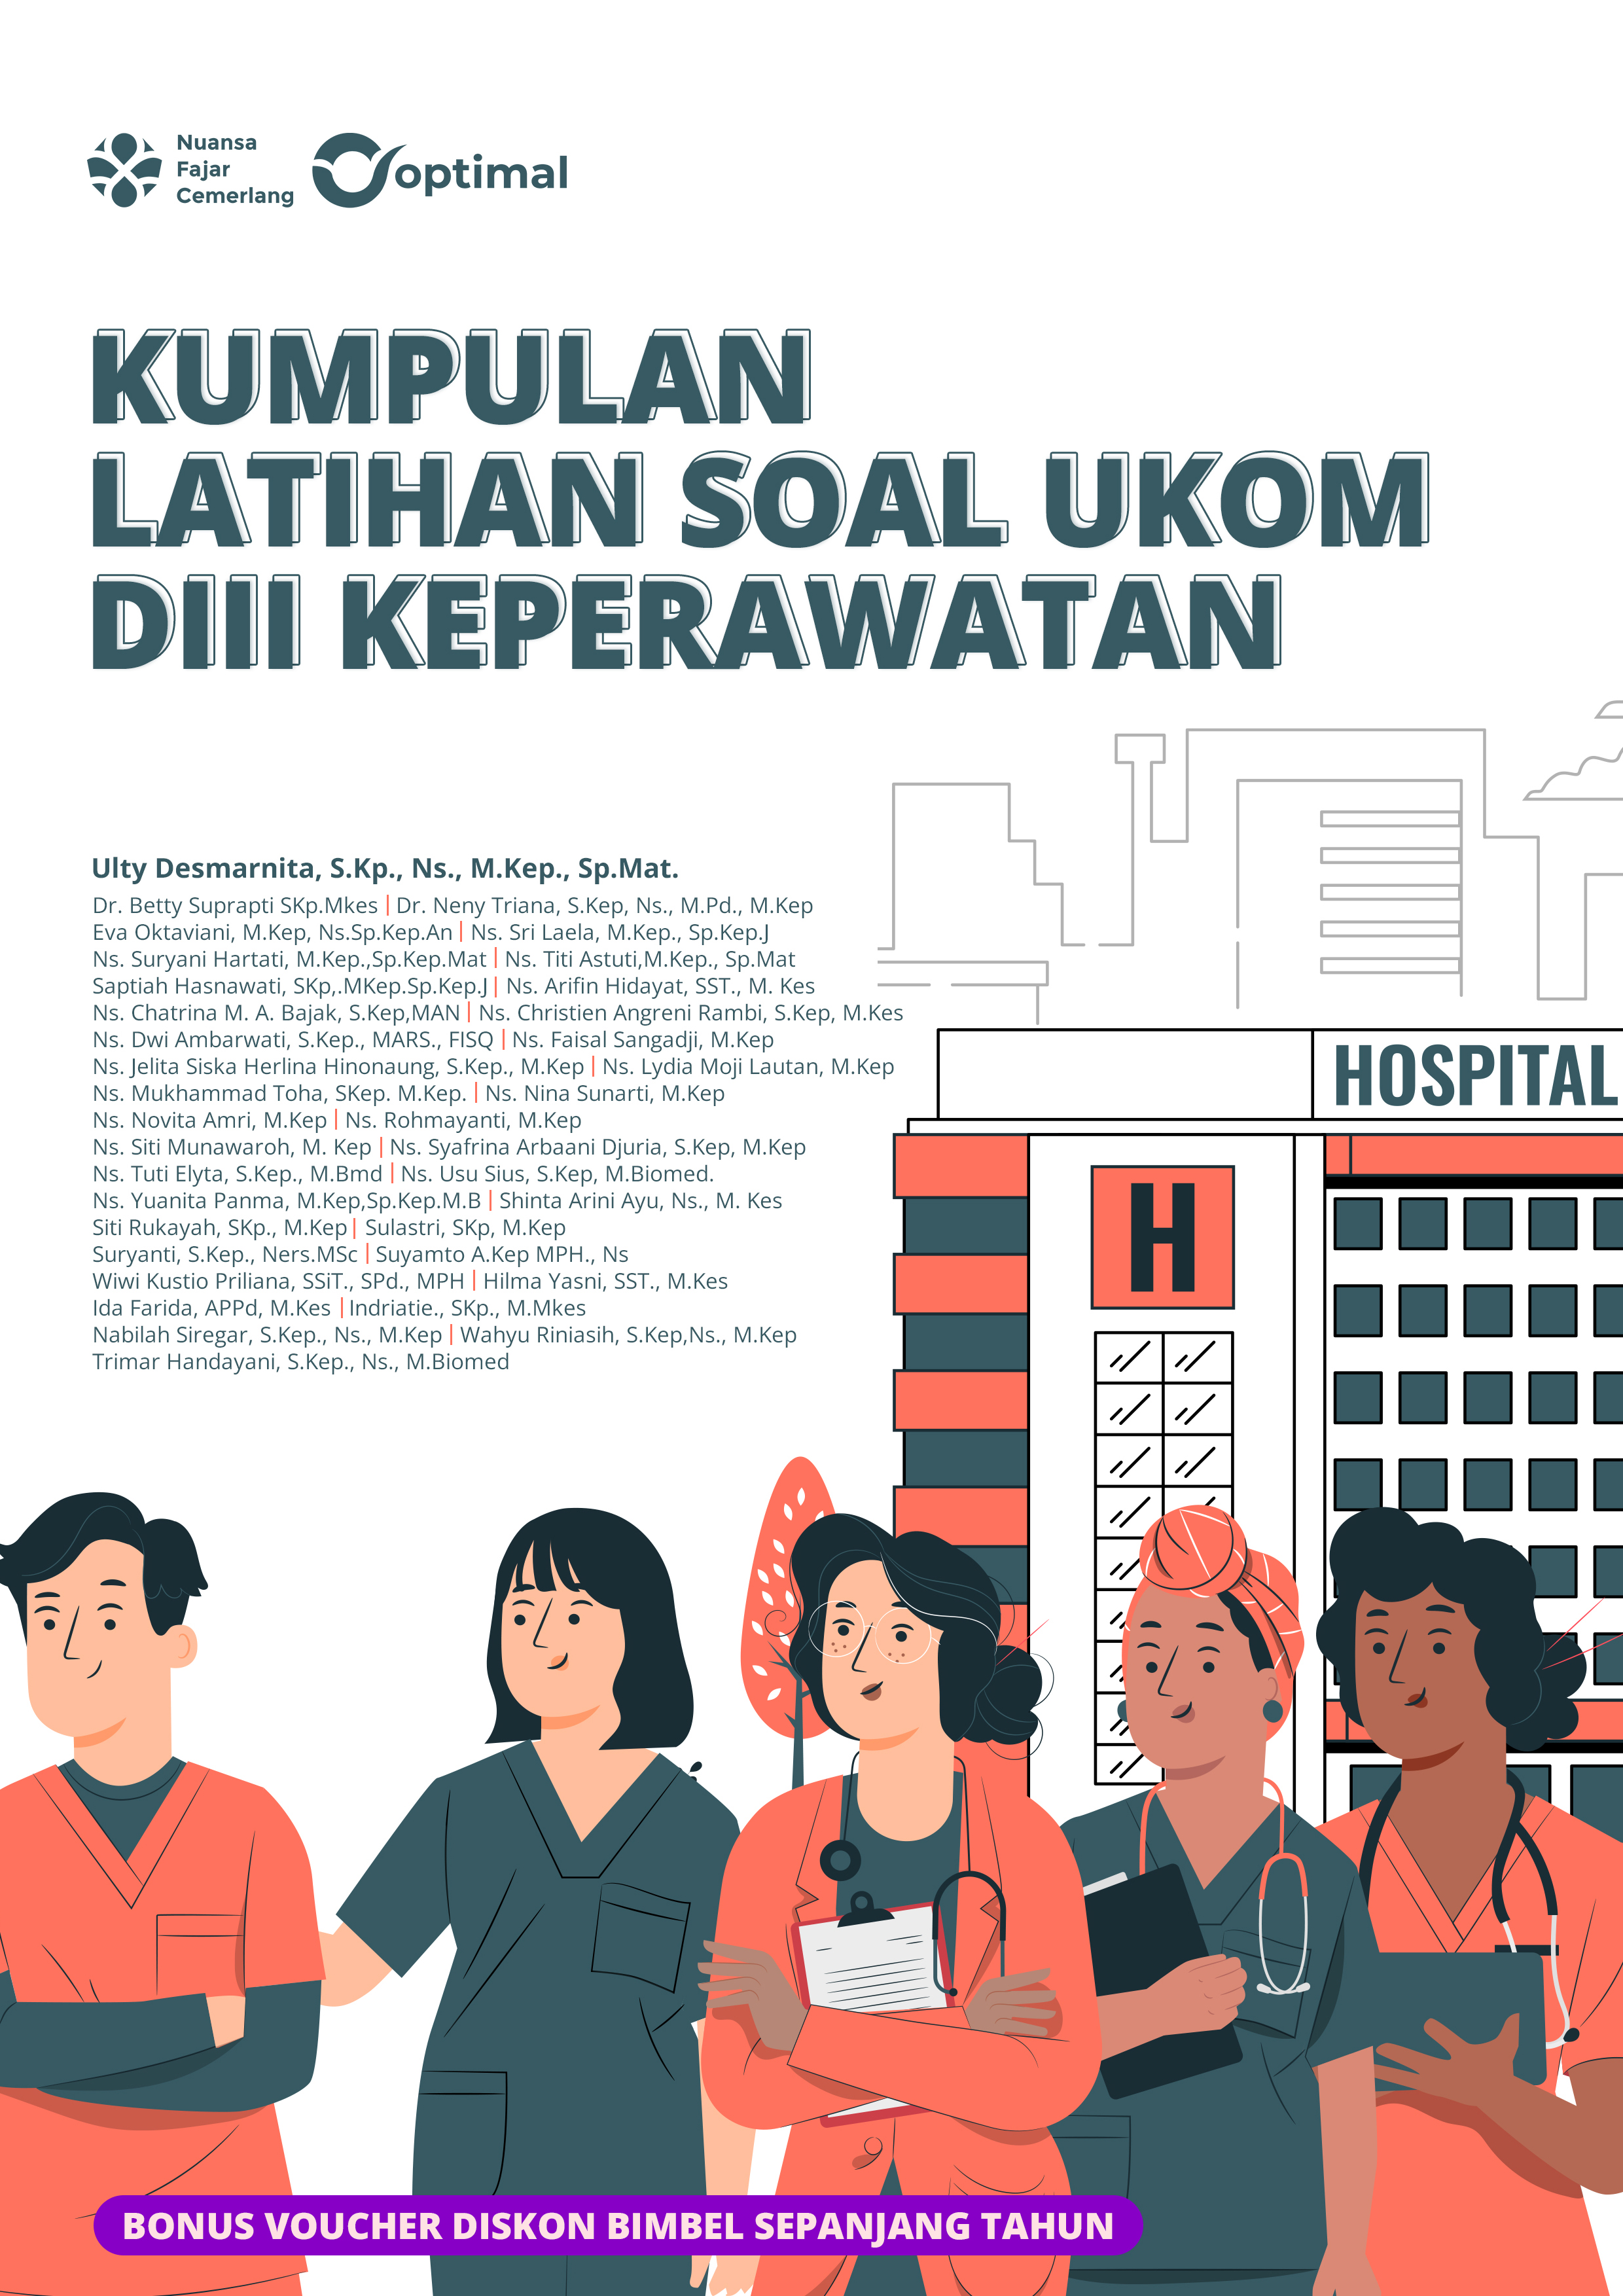 Nuansa
Fajar
Cemerlang
optimal
KUMPULAN
LATIHAN SOAL UKOM
DIII KEPERAWATAN
Ulty Desmarnita, S.Kp., Ns., M.Kep., Sp.Mat.
Dr. Betty Suprapti SKp.Mkes | Dr. Neny Triana, S.Kep, Ns., M.Pd., M.Kep
Eva Oktaviani, M.Kep, Ns.Sp.Kep.An | Ns. Sri Laela, M.Kep., Sp.Kep.J
Ns. Suryani Hartati, M.Kep.,Sp.Kep.Mat | Ns. Titi Astuti,M.Kep., Sp.Mat
Saptiah Hasnawati, SKp,.MKep.Sp.Kep.J | Ns. Arifin Hidayat, SST., M. Kes
Ns. Chatrina M. A. Bajak, S.Kep,MAN | Ns. Christien Angreni Rambi, S.Kep, M.Kes
Ns. Dwi Ambarwati, S.Kep., MARS., FISQ | Ns. Faisal Sangadji, M.Kep
Ns. Jelita Siska Herlina Hinonaung, S.Kep., M.Kep | Ns. Lydia Moji Lautan, M.Kep
Ns. Mukhammad Toha, SKep. M.Kep. | Ns. Nina Sunarti, M.Kep
Ns. Novita Amri, M.Kep | Ns. Rohmayanti, M.Kep
Ns. Siti Munawaroh, M. Kep | Ns. Syafrina Arbaani Djuria, S.Kep, M.Kep
Ns. Tuti Elyta, S.Kep., M.Bmd | Ns. Usu Sius, S.Kep, M.Biomed.
Ns. Yuanita Panma, M.Kep,Sp.Kep.M.B | Shinta Arini Ayu, Ns., M. Kes
Siti Rukayah, SKp., M.Kep | Sulastri, SKp, M.Kep
Suryanti, S.Kep., Ners.MSc | Suyamto A.Kep MPH., Ns
Wiwi Kustio Priliana, SSiT., SPd., MPH | Hilma Yasni, SST., M.Kes
Ida Farida, APPd, M.Kes | Indriatie., SKp., M.Mkes
Nabilah Siregar, S.Kep., Ns., M.Kep | Wahyu Riniasih, S.Kep,Ns., M.Kep
Trimar Handayani, S.Kep., Ns., M.Biomed
HOSPITAL
H
BONUS VOUCHER DISKON BIMBEL SEPANJANG TAHUN